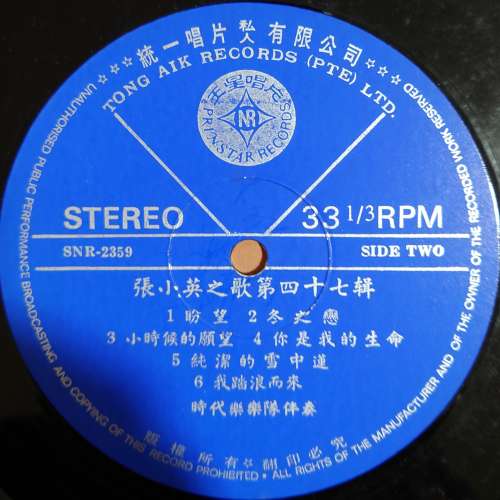 ☆☆☆統一唱片私人有限公司☆☆☆
TONG AIK RECORDS (PTE) LTD.
王星唱片
NR
PRINSTAR RECORDS
STEREO 33 1/3 RPM
SNR-2359 SIDE TWO
張小英之歌第四十七輯
1 盼望 2 冬之戀
3 小時候的願望 4 你是我的生命
5 純潔的雪中蓮
6 我踏浪而來
時代樂樂隊伴奏
版權所有☆翻印必究
UNAUTHORISED PUBLIC PERFORMANCE BROADCASTING AND COPYING OF THIS RECORD PROHIBITED • ALL RIGHTS OF THE MANUFACTURER AND OF THE OWNER OF THE RECORDED WORK RESERVED